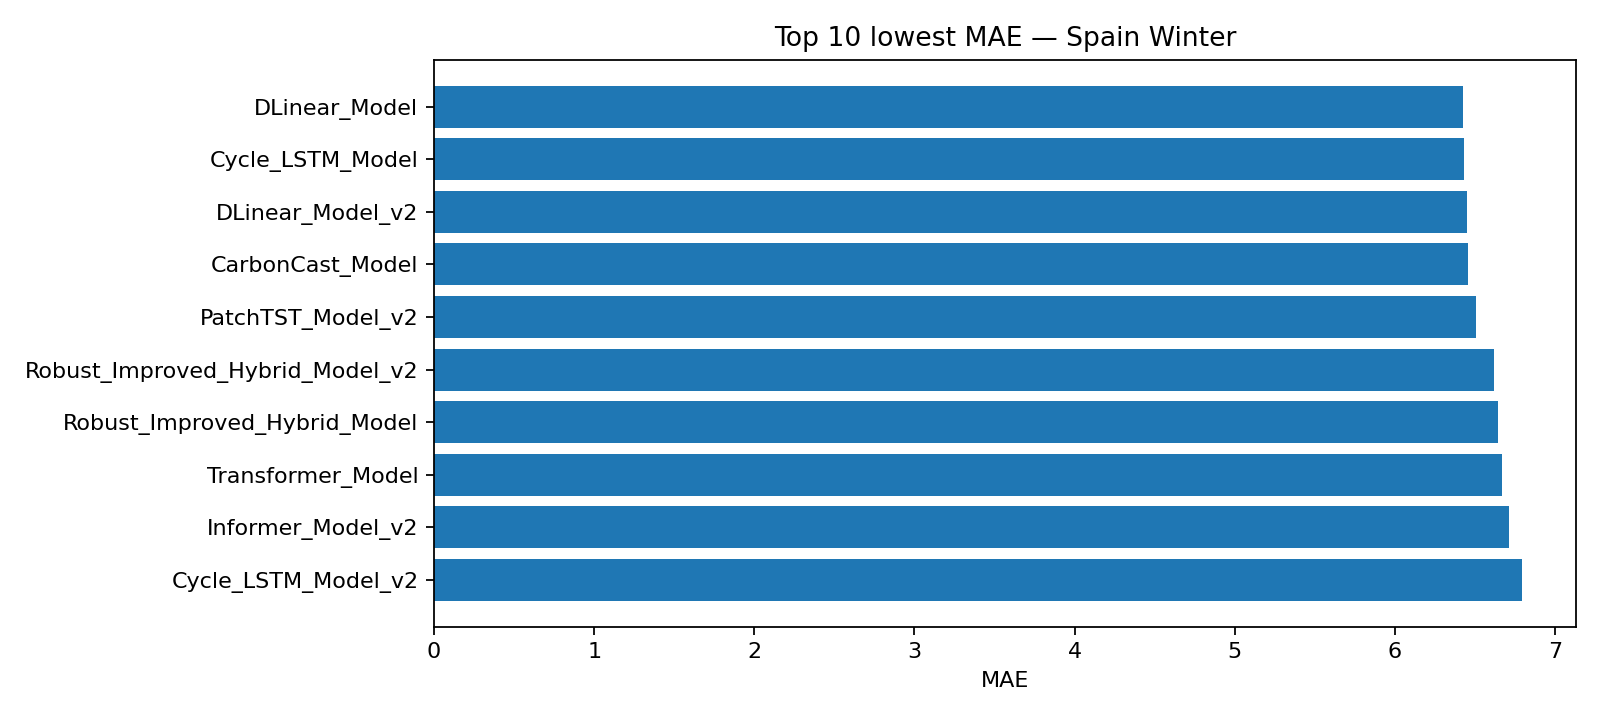 Top 10 lowest MAE — Spain Winter
DLinear_Model
Cycle_LSTM_Model
DLinear_Model_v2
CarbonCast_Model
PatchTST_Model_v2
Robust_Improved_Hybrid_Model_v2
Robust_Improved_Hybrid_Model
Transformer_Model
Informer_Model_v2
Cycle_LSTM_Model_v2
0 1 2 3 4 5 6 7
MAE